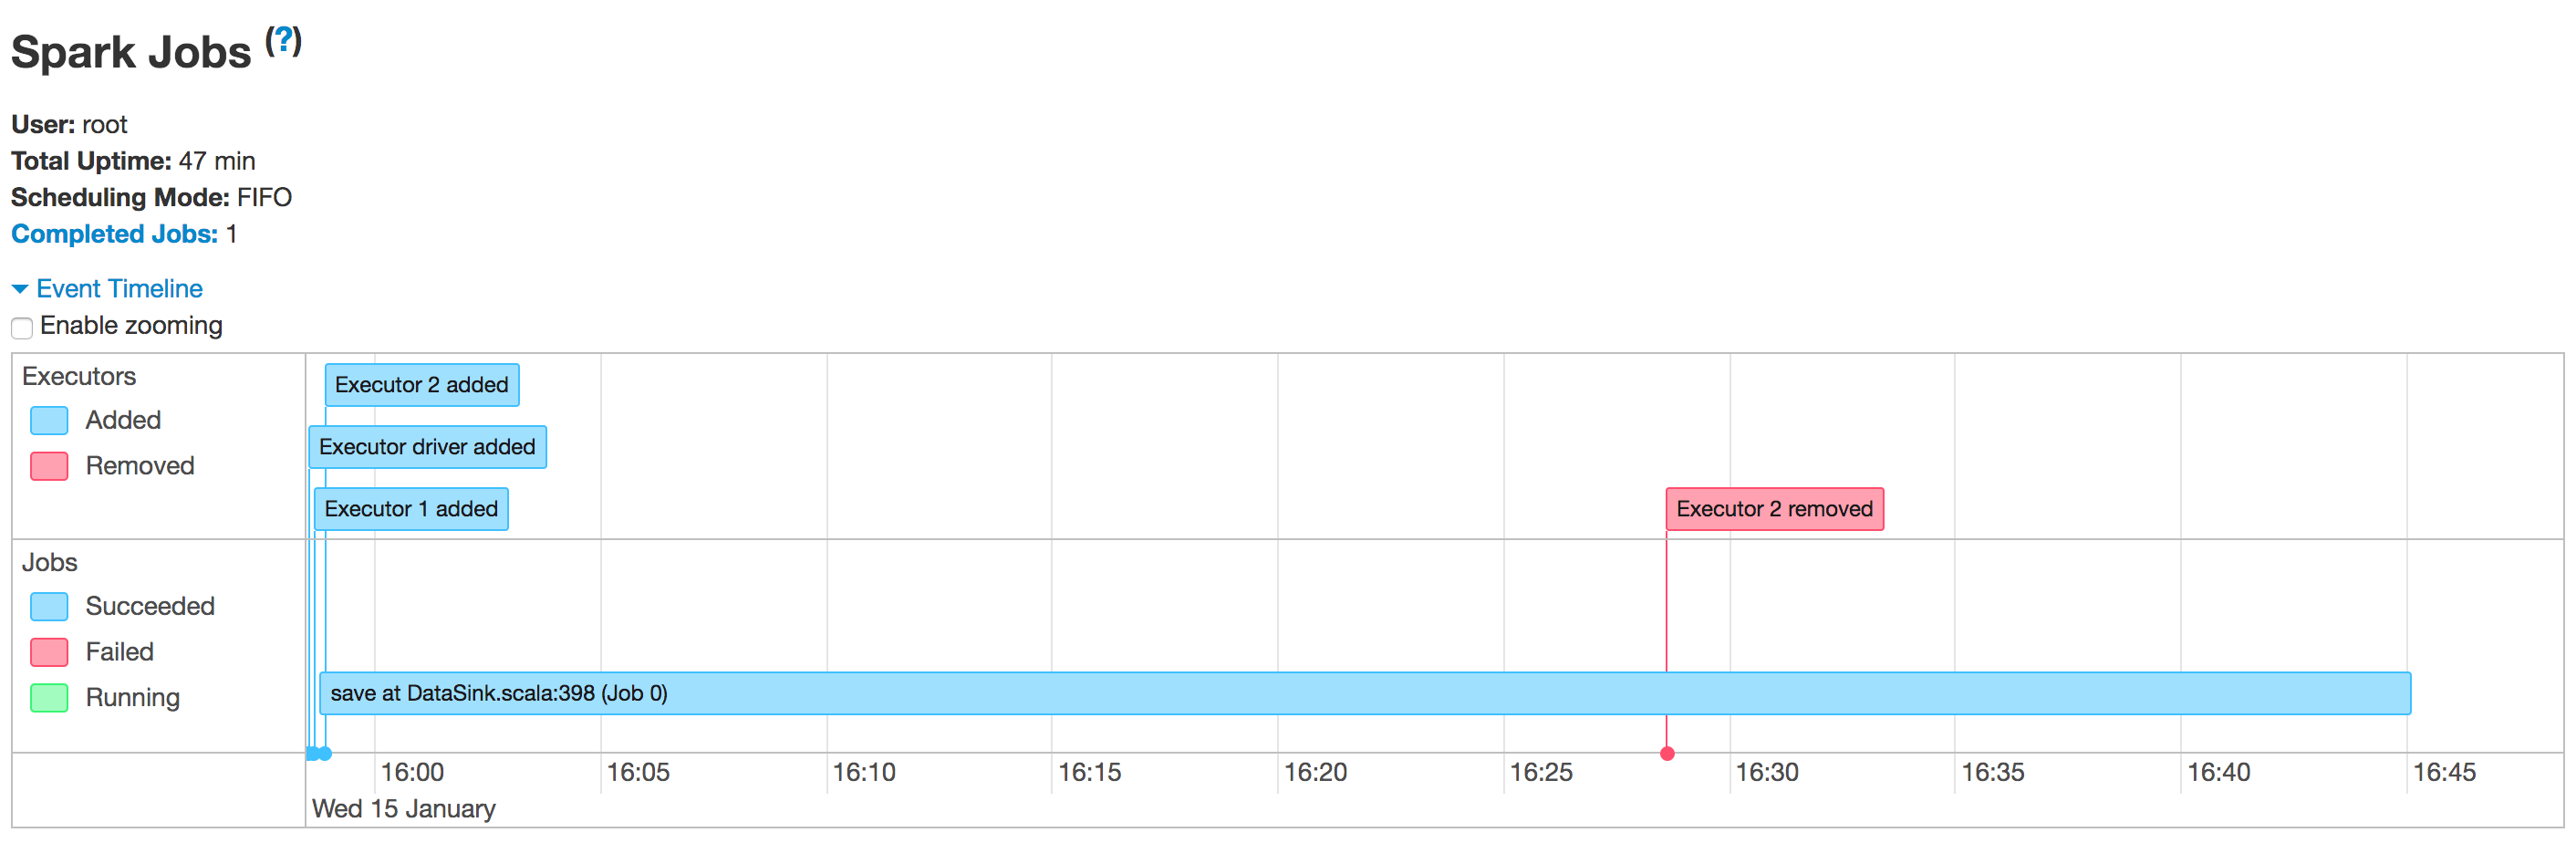 Spark Jobs (?)
User: root
Total Uptime: 47 min
Scheduling Mode: FIFO
Completed Jobs: 1
Event Timeline
Enable zooming
Executors
Added
Removed
Executor 2 added
Executor driver added
Executor 1 added
Executor 2 removed
Jobs
Succeeded
Failed
Running
save at DataSink.scala:398 (Job 0)
16:00 16:05 16:10 16:15 16:20 16:25 16:30 16:35 16:40 16:45
Wed 15 January